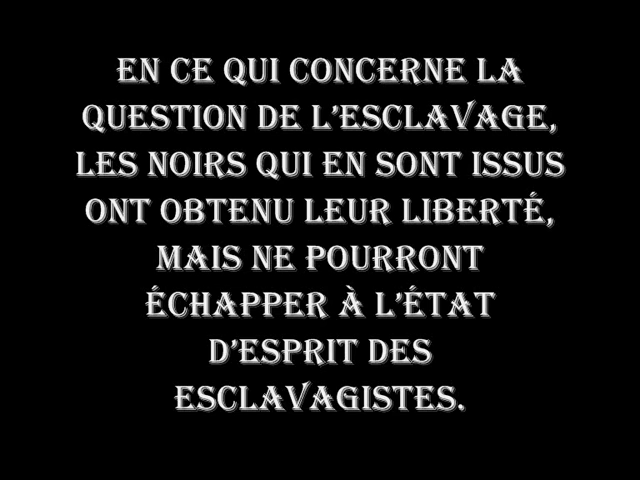 EN CE QUI CONCERNE LA
QUESTION DE L'ESCLAVAGE,
LES NOIRS QUI EN SONT ISSUS
ONT OBTENU LEUR LIBERTÉ,
MAIS NE POURRONT
ÉCHAPPER À L'ÉTAT
D'ESPRIT DES
ESCLAVAGISTES.